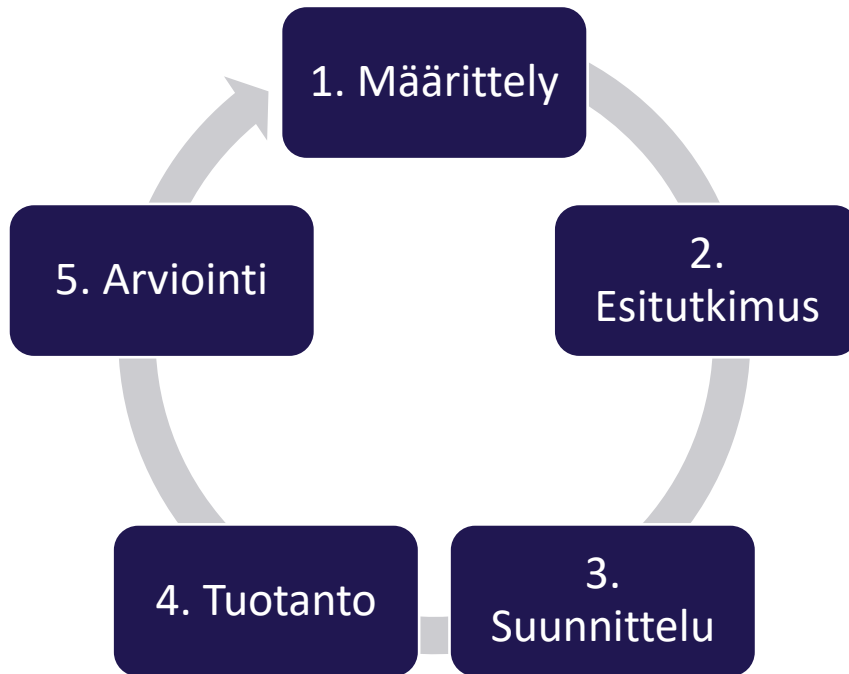 1. Määrittely
2.
Esitutkimus
3.
Suunnittelu
4. Tuotanto
5. Arviointi